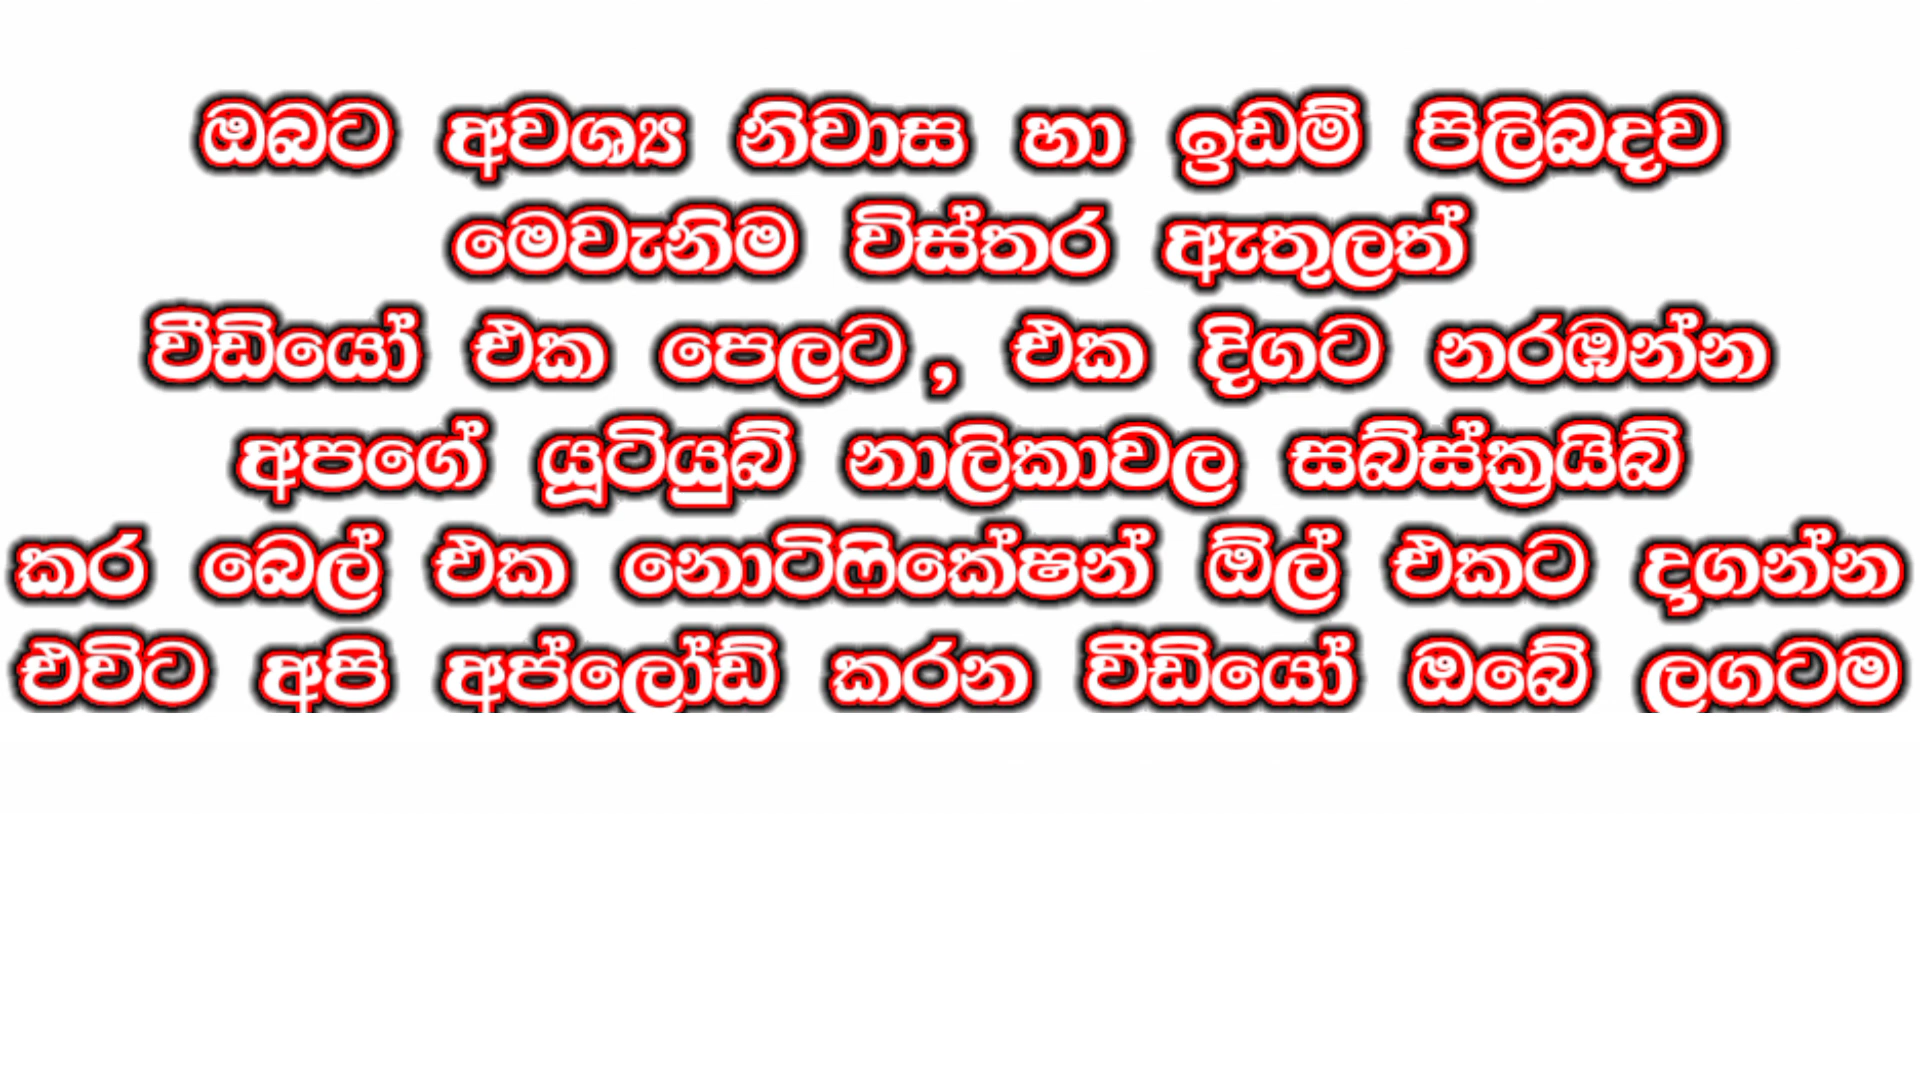 ඔබට අවශ්‍ය නිවාස හා ඉඩම් පිලිබදව
මෙවැනිම විස්තර ඇතුලත්
වීඩියෝ එක පෙලට , එක දිගට නරඹන්න
අපගේ යූටියුබ් නාලිකාවල සබ්ස්ක්‍රයිබ්
කර බෙල් එක නොටිෆිකේෂන් ඕල් එකට දගන්න
එවිට අපි අප්ලෝඩ් කරන වීඩියෝ ඔබේ ලගටම